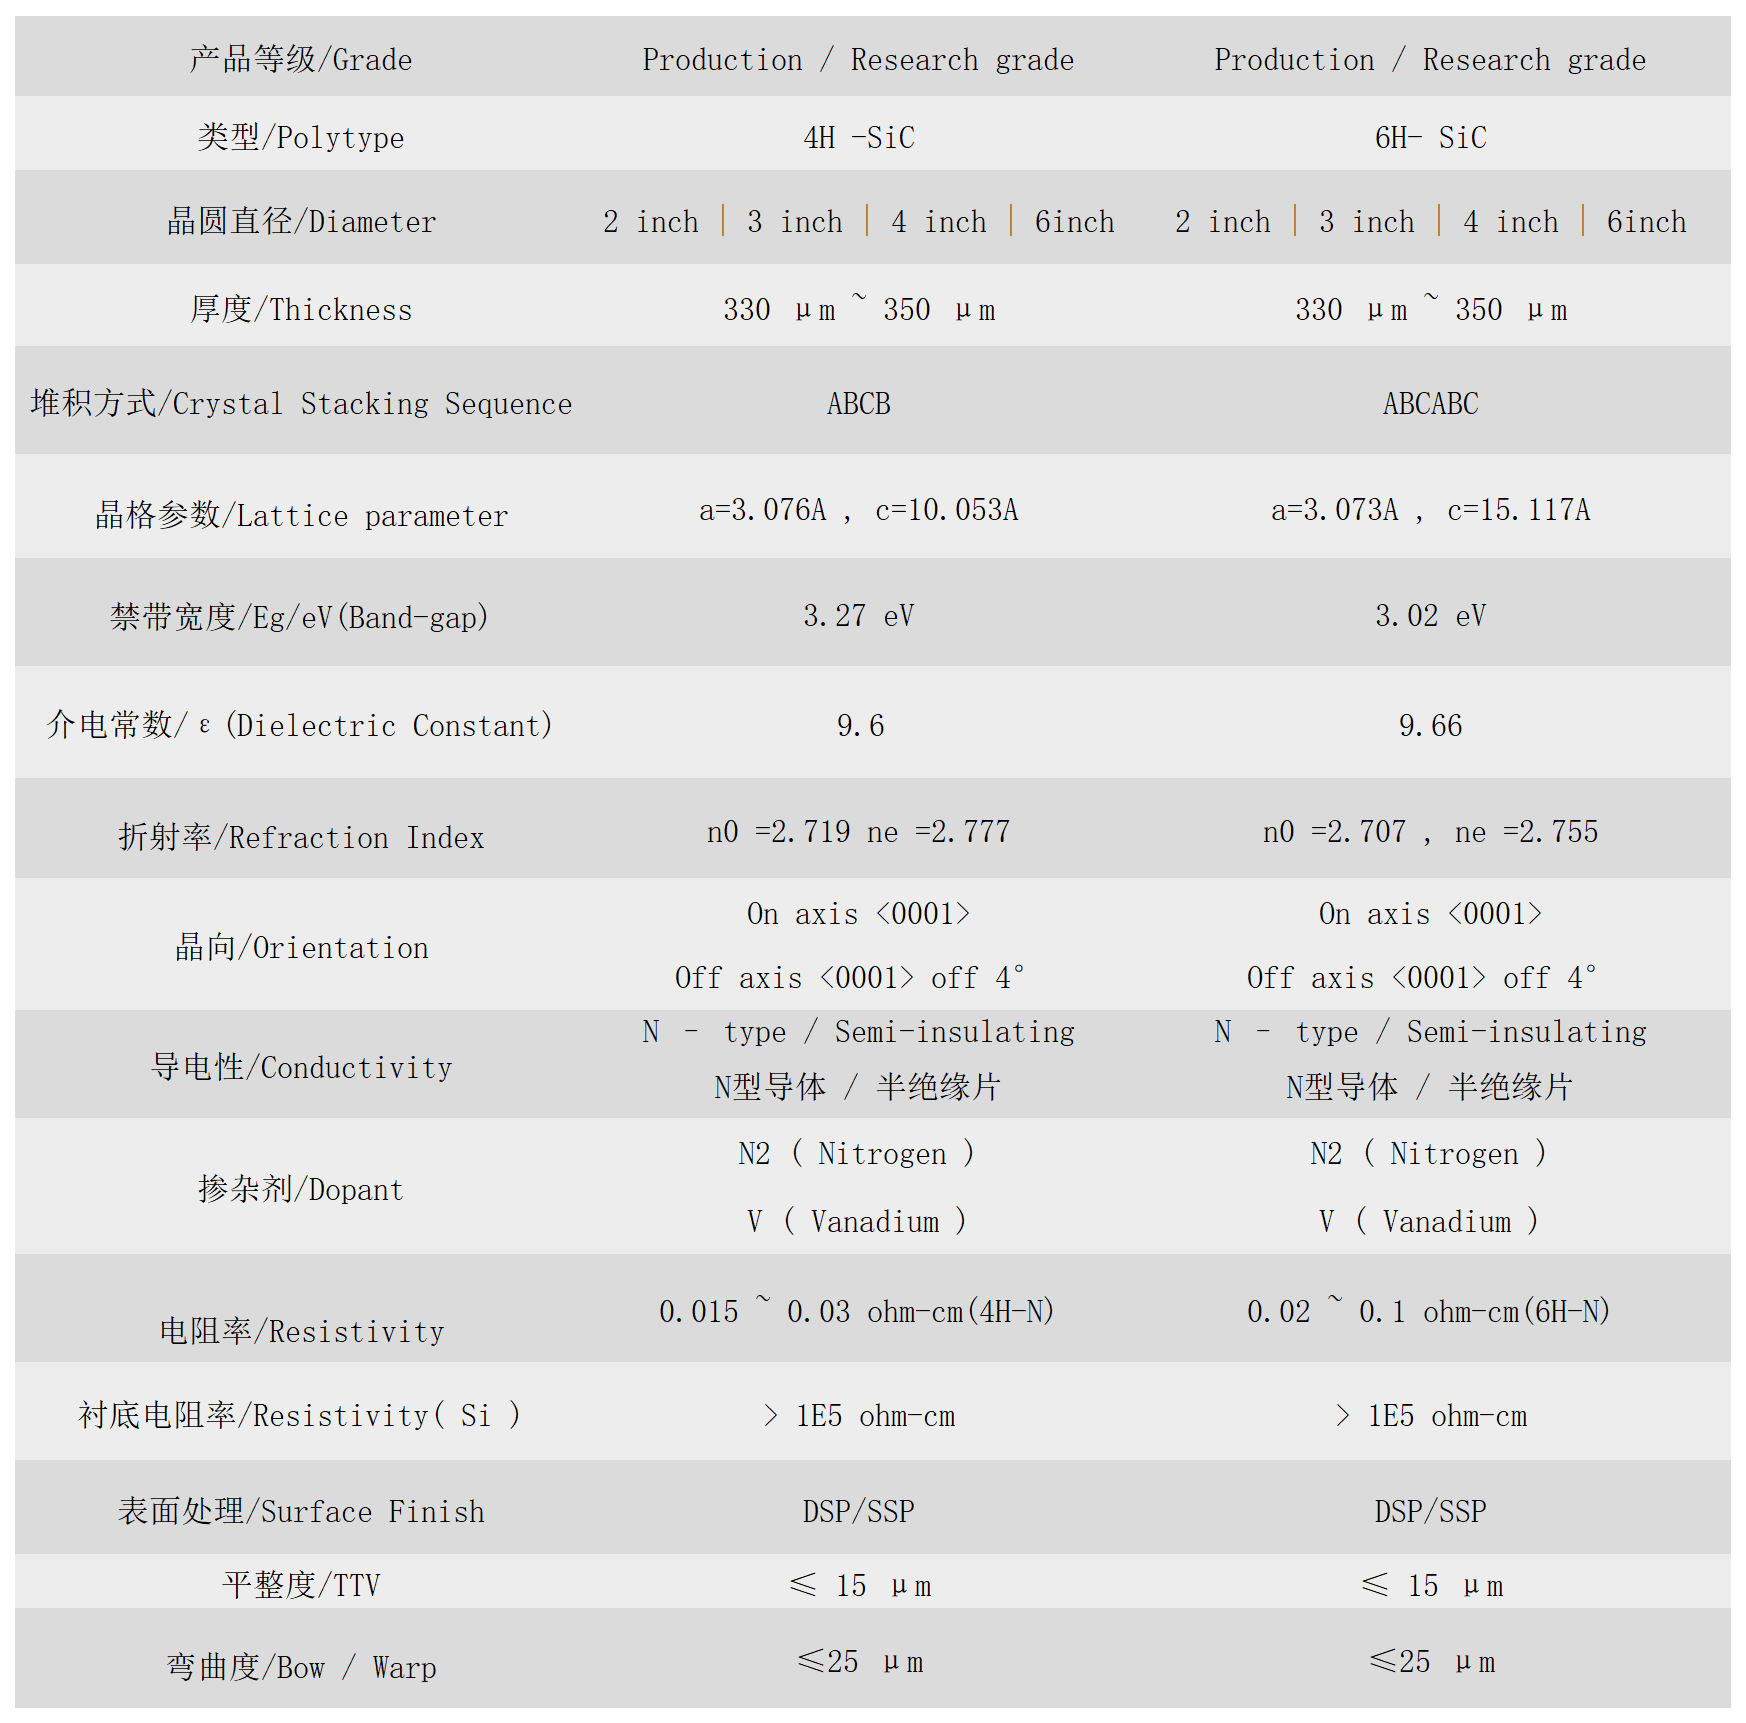 产品等级/Grade Production / Research grade Production / Research grade
类型/Polytype 4H -SiC 6H- SiC
晶圆直径/Diameter 2 inch | 3 inch | 4 inch | 6inch 2 inch | 3 inch | 4 inch | 6inch
厚度/Thickness 330 μm ~ 350 μm 330 μm ~ 350 μm
堆积方式/Crystal Stacking Sequence ABCB ABCABC
晶格参数/Lattice parameter a=3.076A , c=10.053A a=3.073A , c=15.117A
禁带宽度/Eg/eV(Band-gap) 3.27 eV 3.02 eV
介电常数/ε(Dielectric Constant) 9.6 9.66
折射率/Refraction Index n0 =2.719 ne =2.777 n0 =2.707 , ne =2.755
晶向/Orientation On axis <0001> On axis <0001>
Off axis <0001> off 4° Off axis <0001> off 4°
导电性/Conductivity N – type / Semi-insulating N – type / Semi-insulating
N型导体 / 半绝缘片 N型导体 / 半绝缘片
掺杂剂/Dopant N2 ( Nitrogen ) N2 ( Nitrogen )
V ( Vanadium ) V ( Vanadium )
电阻率/Resistivity 0.015 ~ 0.03 ohm-cm(4H-N) 0.02 ~ 0.1 ohm-cm(6H-N)
衬底电阻率/Resistivity( Si ) > 1E5 ohm-cm > 1E5 ohm-cm
表面处理/Surface Finish DSP/SSP DSP/SSP
平整度/TTV ≤ 15 μm ≤ 15 μm
弯曲度/Bow / Warp ≤25 μm ≤25 μm